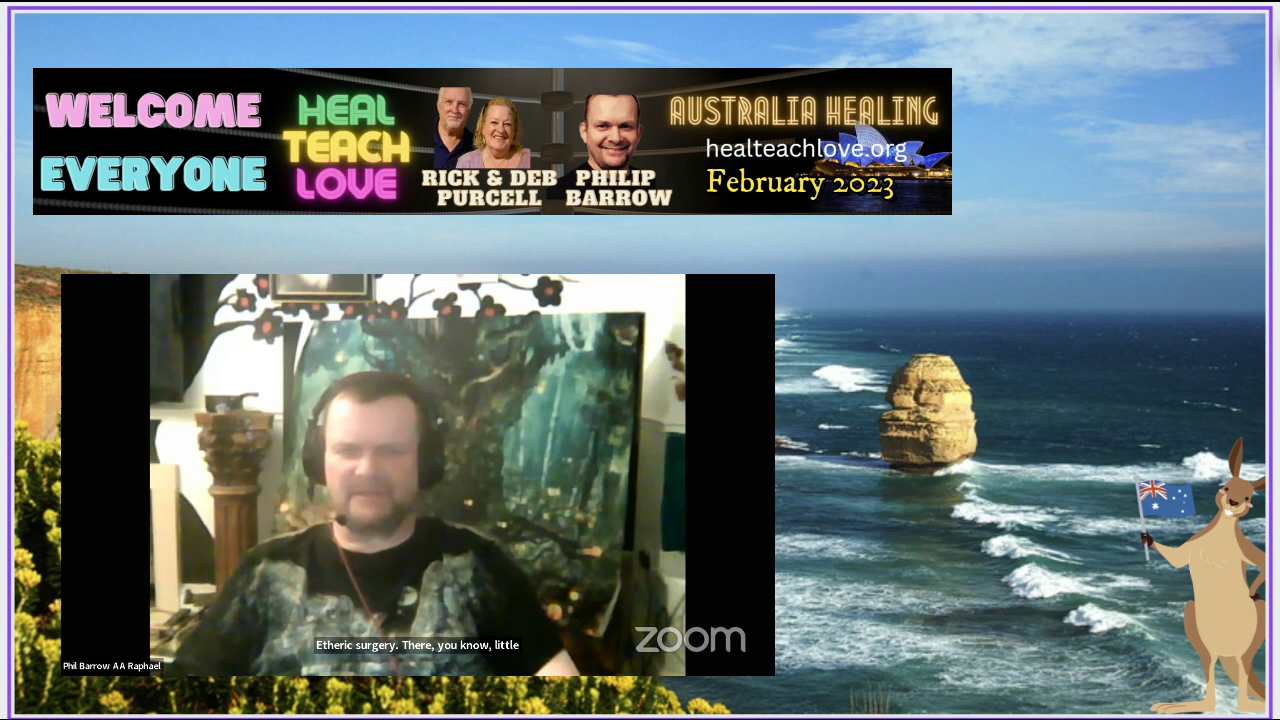 WELCOME
EVERYONE
HEAL
TEACH
LOVE
RICK & DEB
PURCELL
PHILIP
BARROW
AUSTRALIA HEALING
healteachlove.org
February 2023
Etheric surgery. There, you know, little
zoom
Phil Barrow AA Raphael